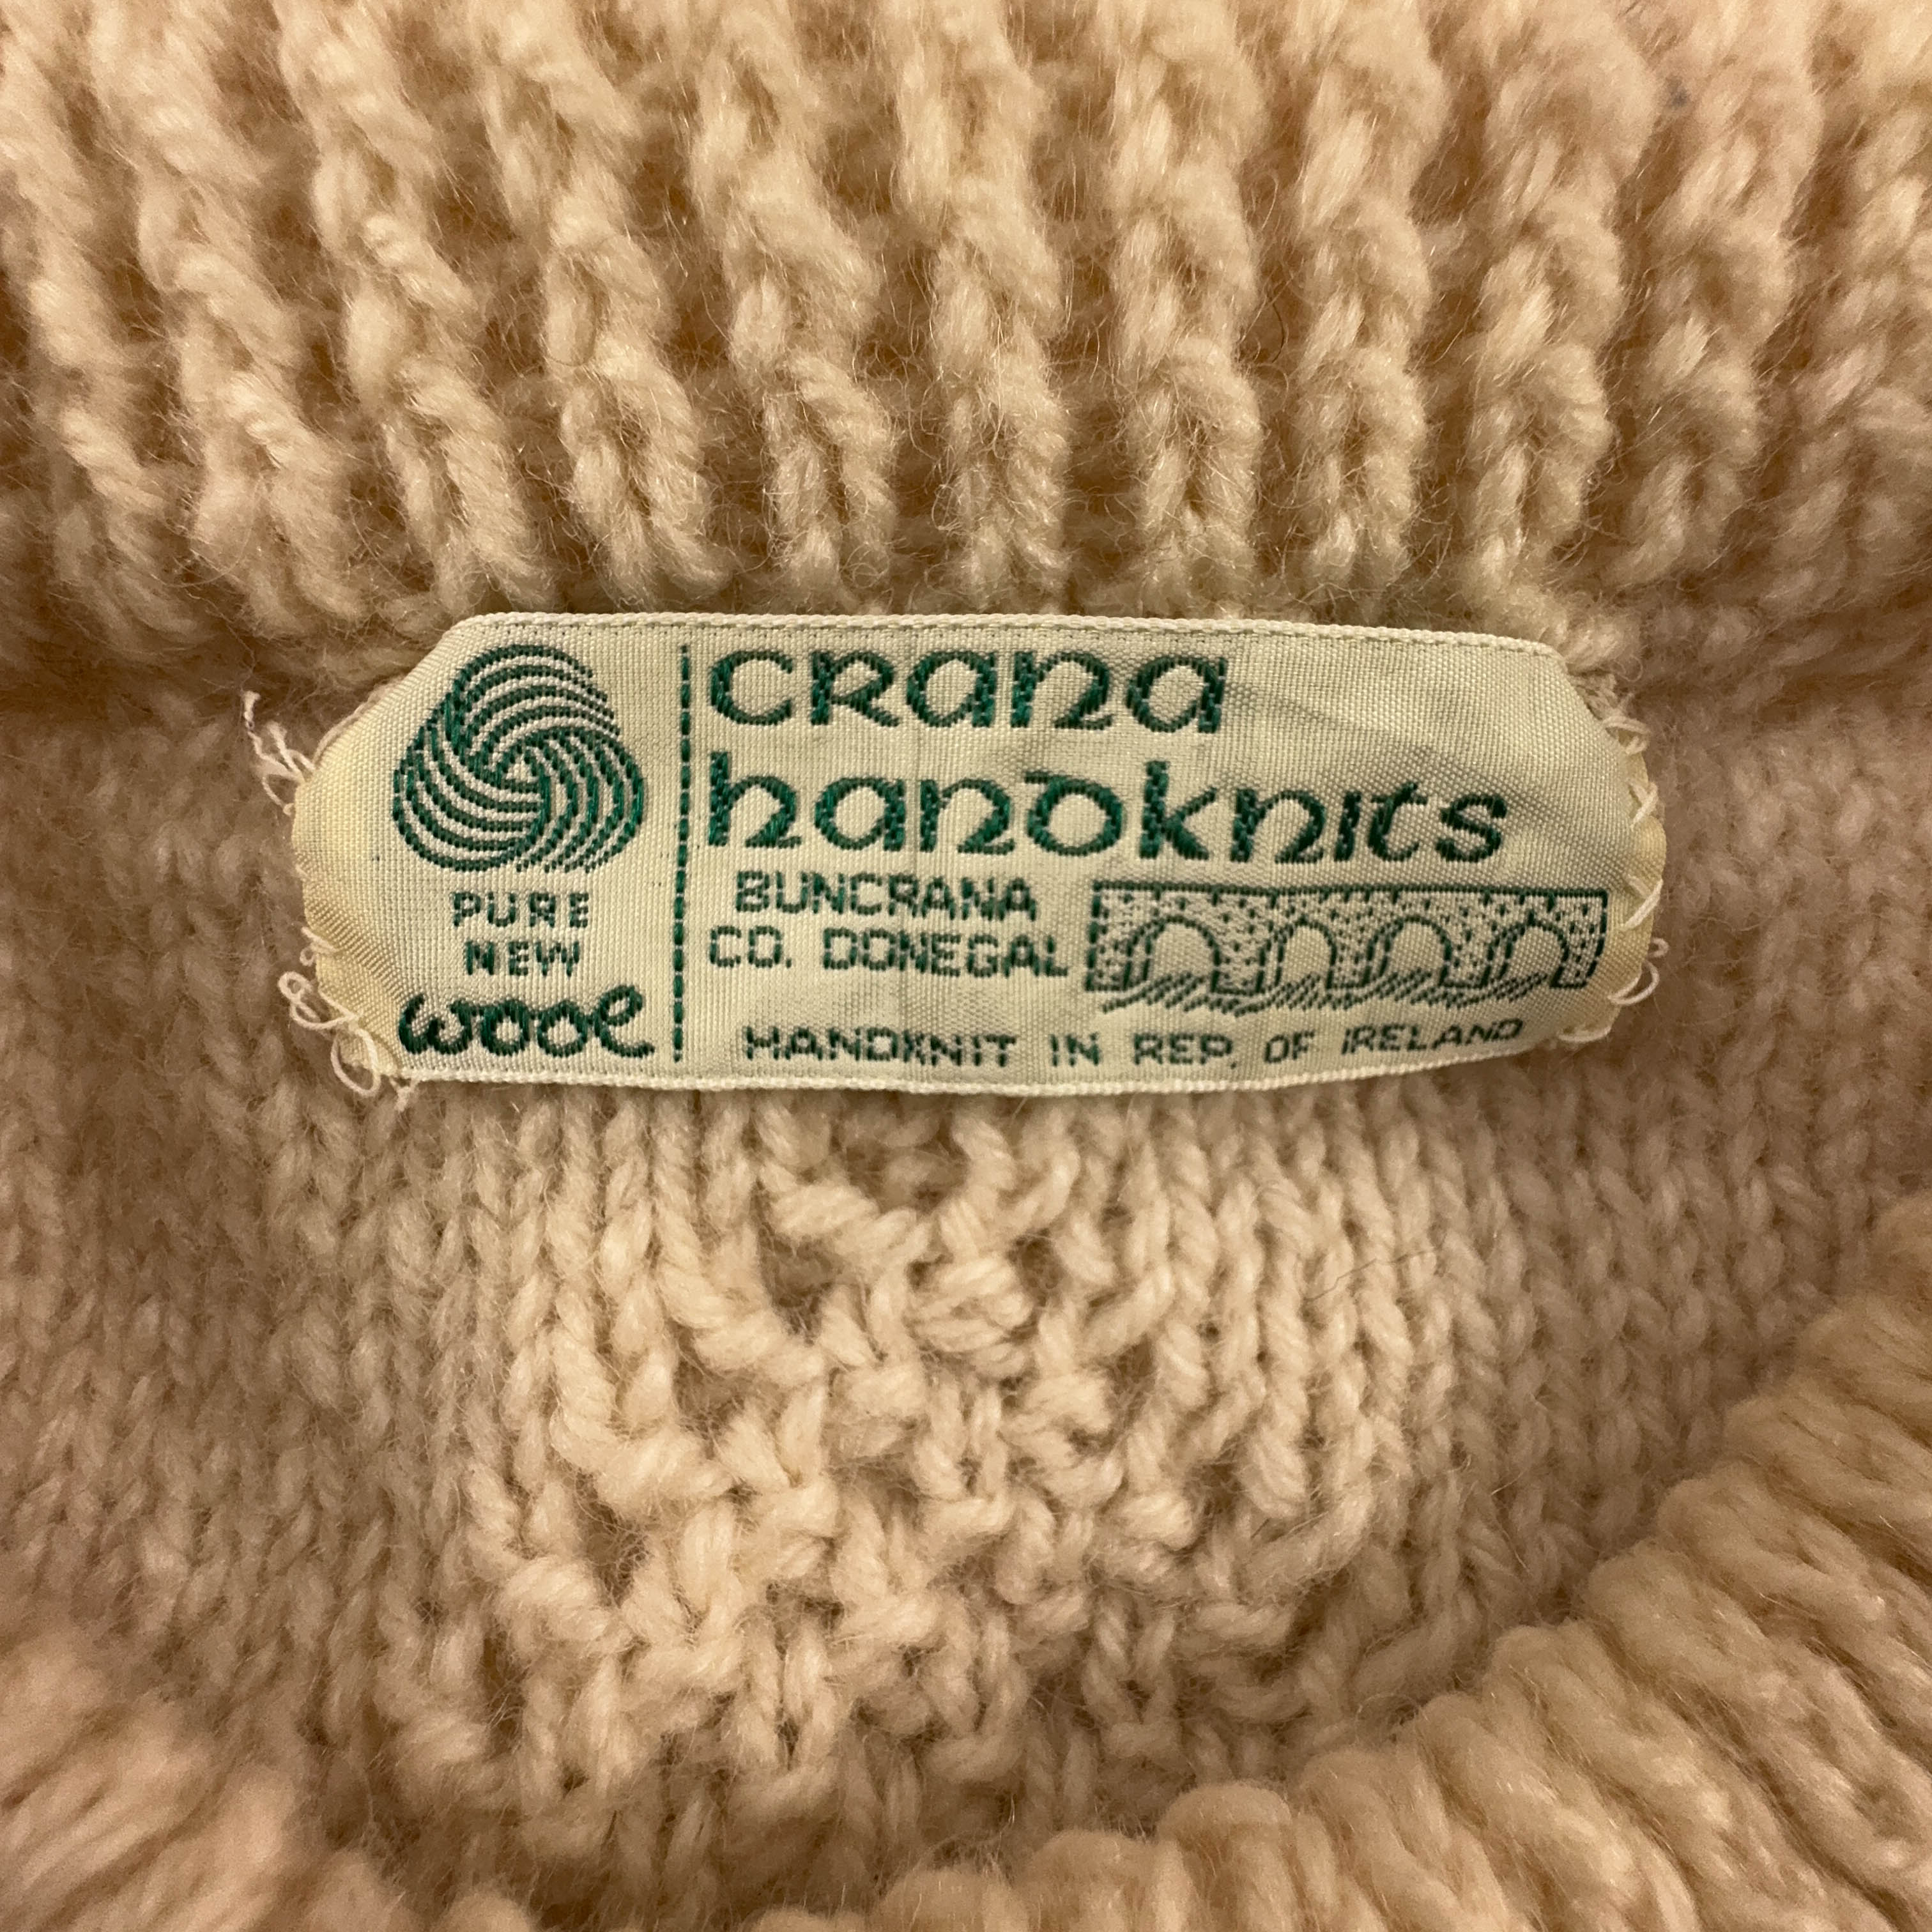 PURE
NEW
wool
crana
handknits
BUNCRANA
CO. DONEGAL
HANDKNIT IN REP. OF IRELAND